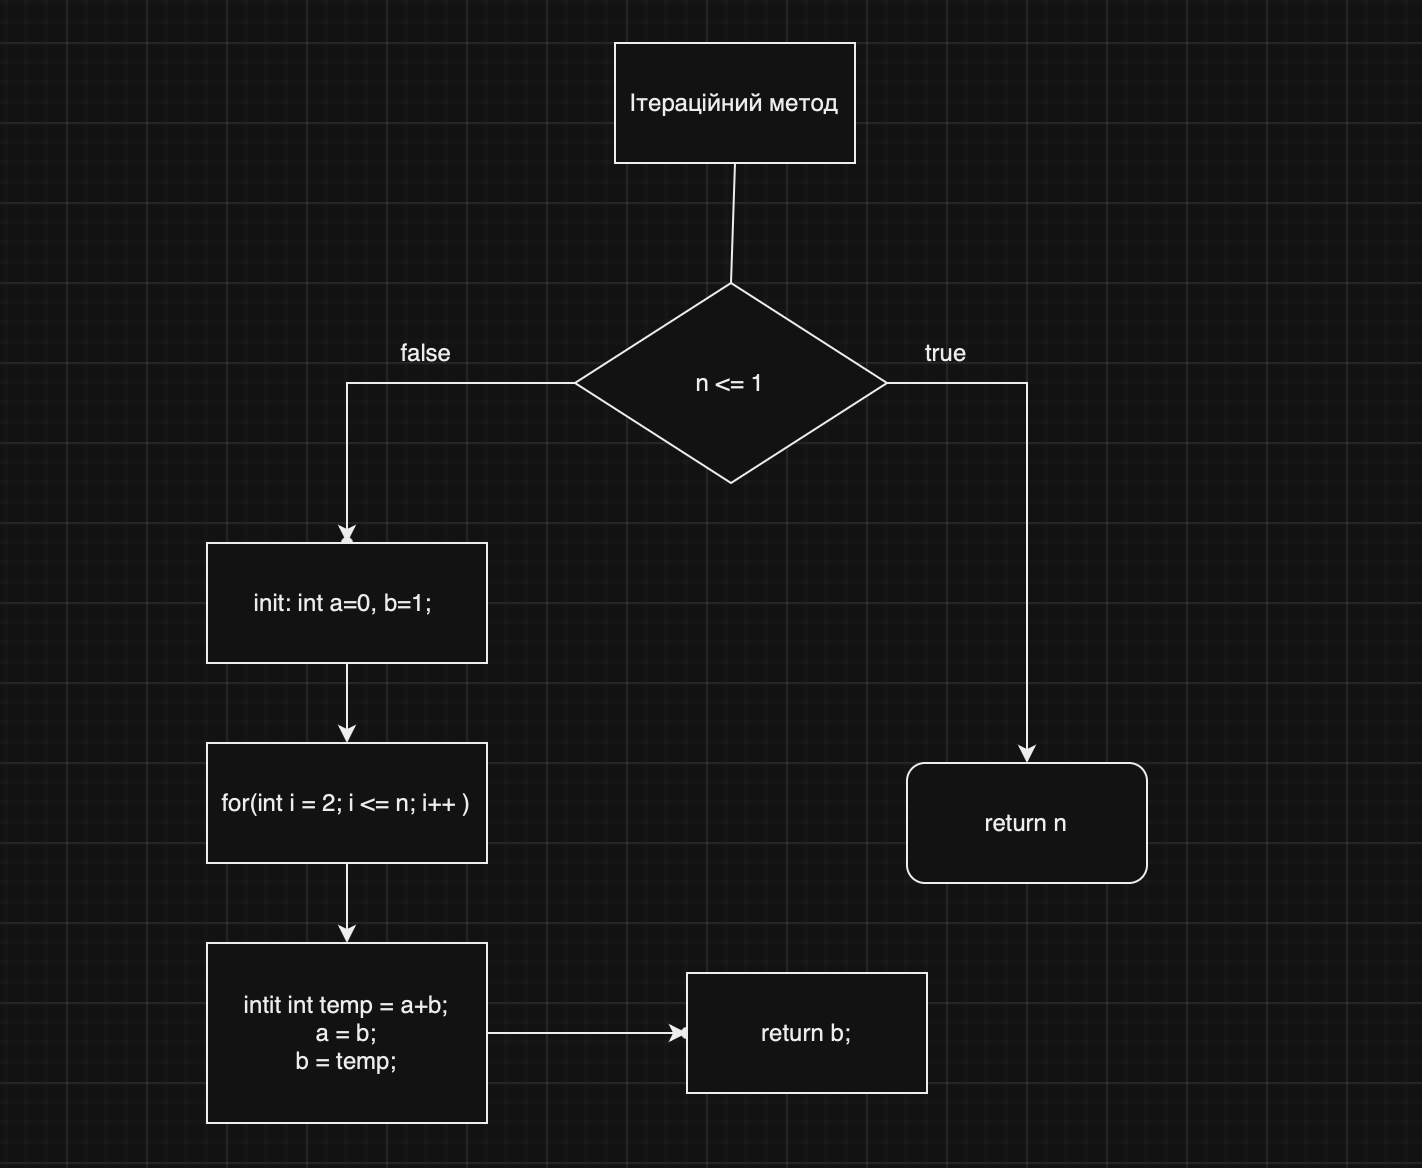 Ітераційний метод
false
true
n <= 1
init: int a=0, b=1;
for(int i = 2; i <= n; i++ )
return n
intit int temp = a+b;
a = b;
b = temp;
return b;